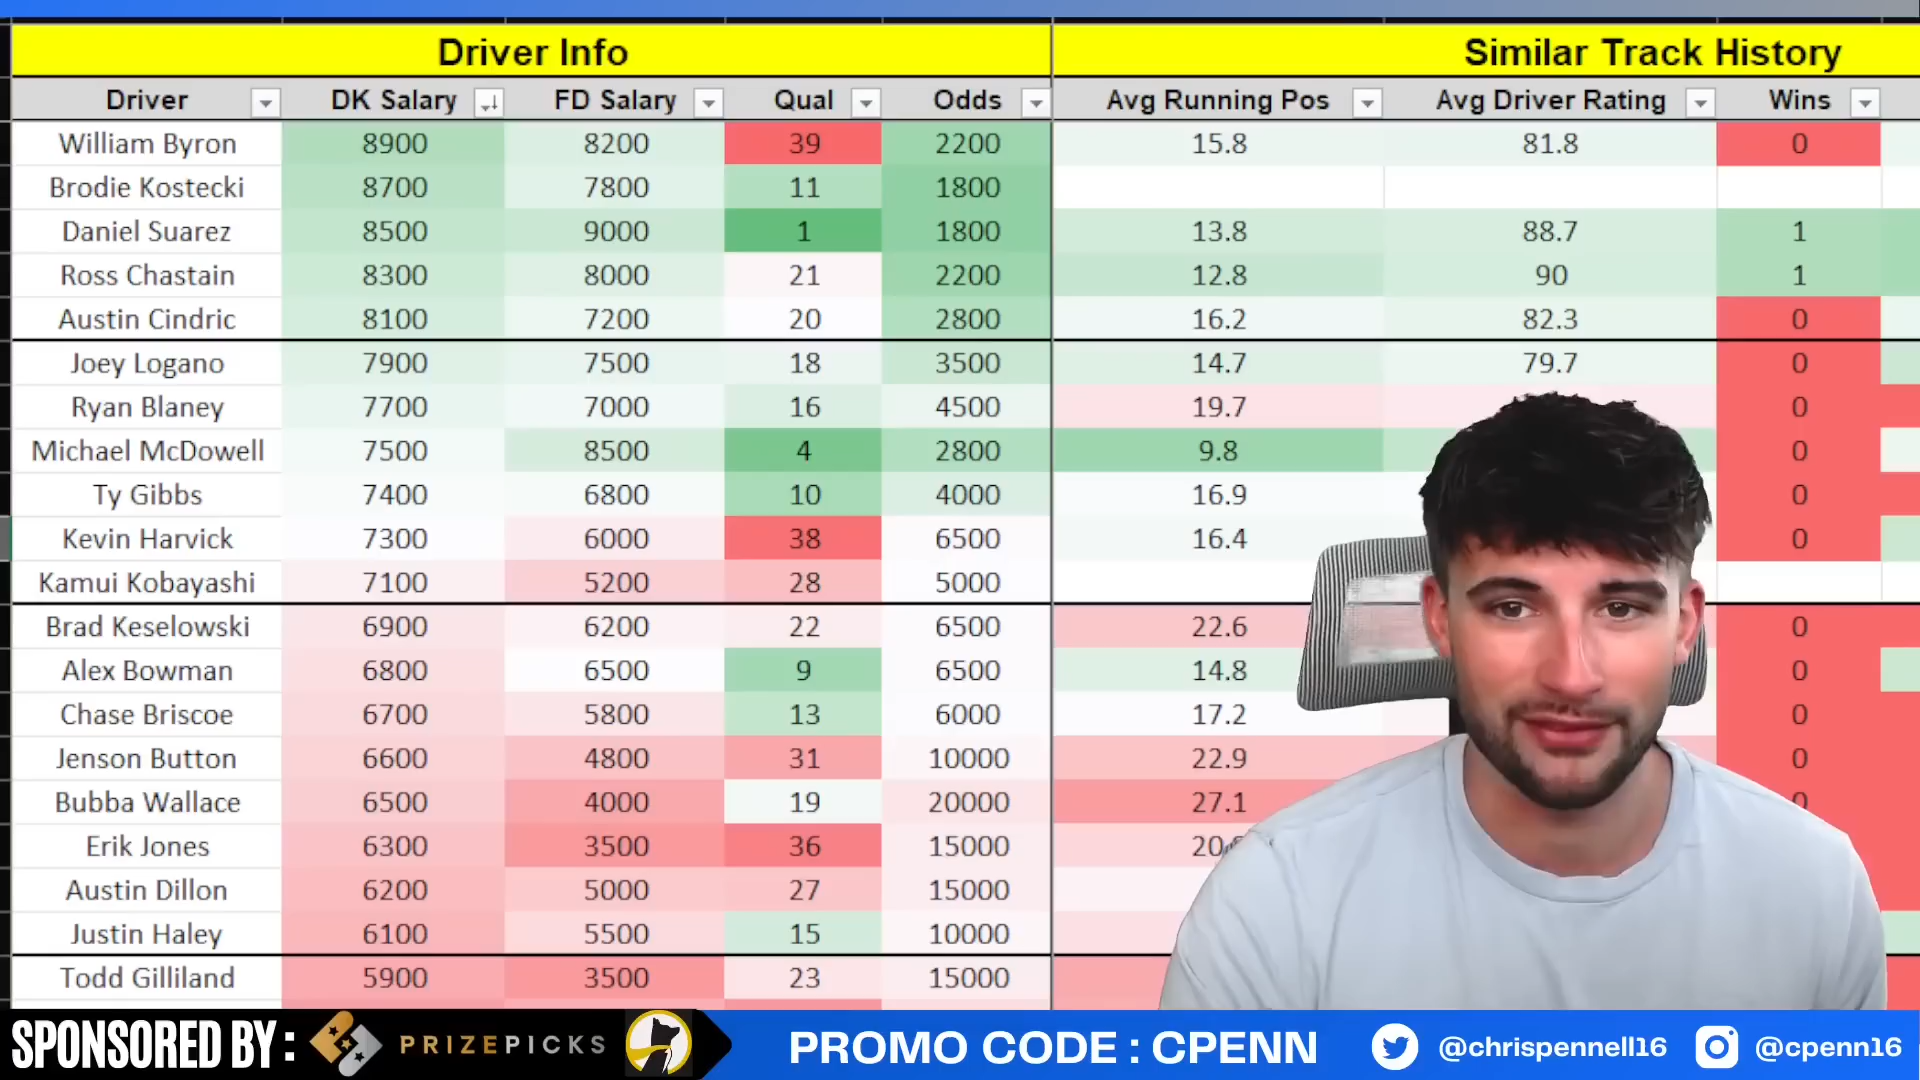 Driver Info Similar Track History
Driver DK Salary FD Salary Qual Odds Avg Running Pos Avg Driver Rating Wins
William Byron 8900 8200 39 2200 15.8 81.8 0
Brodie Kostecki 8700 7800 11 1800
Daniel Suarez 8500 9000 1 1800 13.8 88.7 1
Ross Chastain 8300 8000 21 2200 12.8 90 1
Austin Cindric 8100 7200 20 2800 16.2 82.3 0
Joey Logano 7900 7500 18 3500 14.7 79.7 0
Ryan Blaney 7700 7000 16 4500 19.7 0
Michael McDowell 7500 8500 4 2800 9.8 0
Ty Gibbs 7400 6800 10 4000 16.9 0
Kevin Harvick 7300 6000 38 6500 16.4 0
Kamui Kobayashi 7100 5200 28 5000
Brad Keselowski 6900 6200 22 6500 22.6 0
Alex Bowman 6800 6500 9 6500 14.8 0
Chase Briscoe 6700 5800 13 6000 17.2 0
Jenson Button 6600 4800 31 10000 22.9 0
Bubba Wallace 6500 4000 19 20000 27.1 0
Erik Jones 6300 3500 36 15000
Austin Dillon 6200 5000 27 15000
Justin Haley 6100 5500 15 10000
Todd Gilliland 5900 3500 23 15000
SPONSORED BY : PRIZEPICKS PROMO CODE : CPENN @chrispennell16 @cpenn16